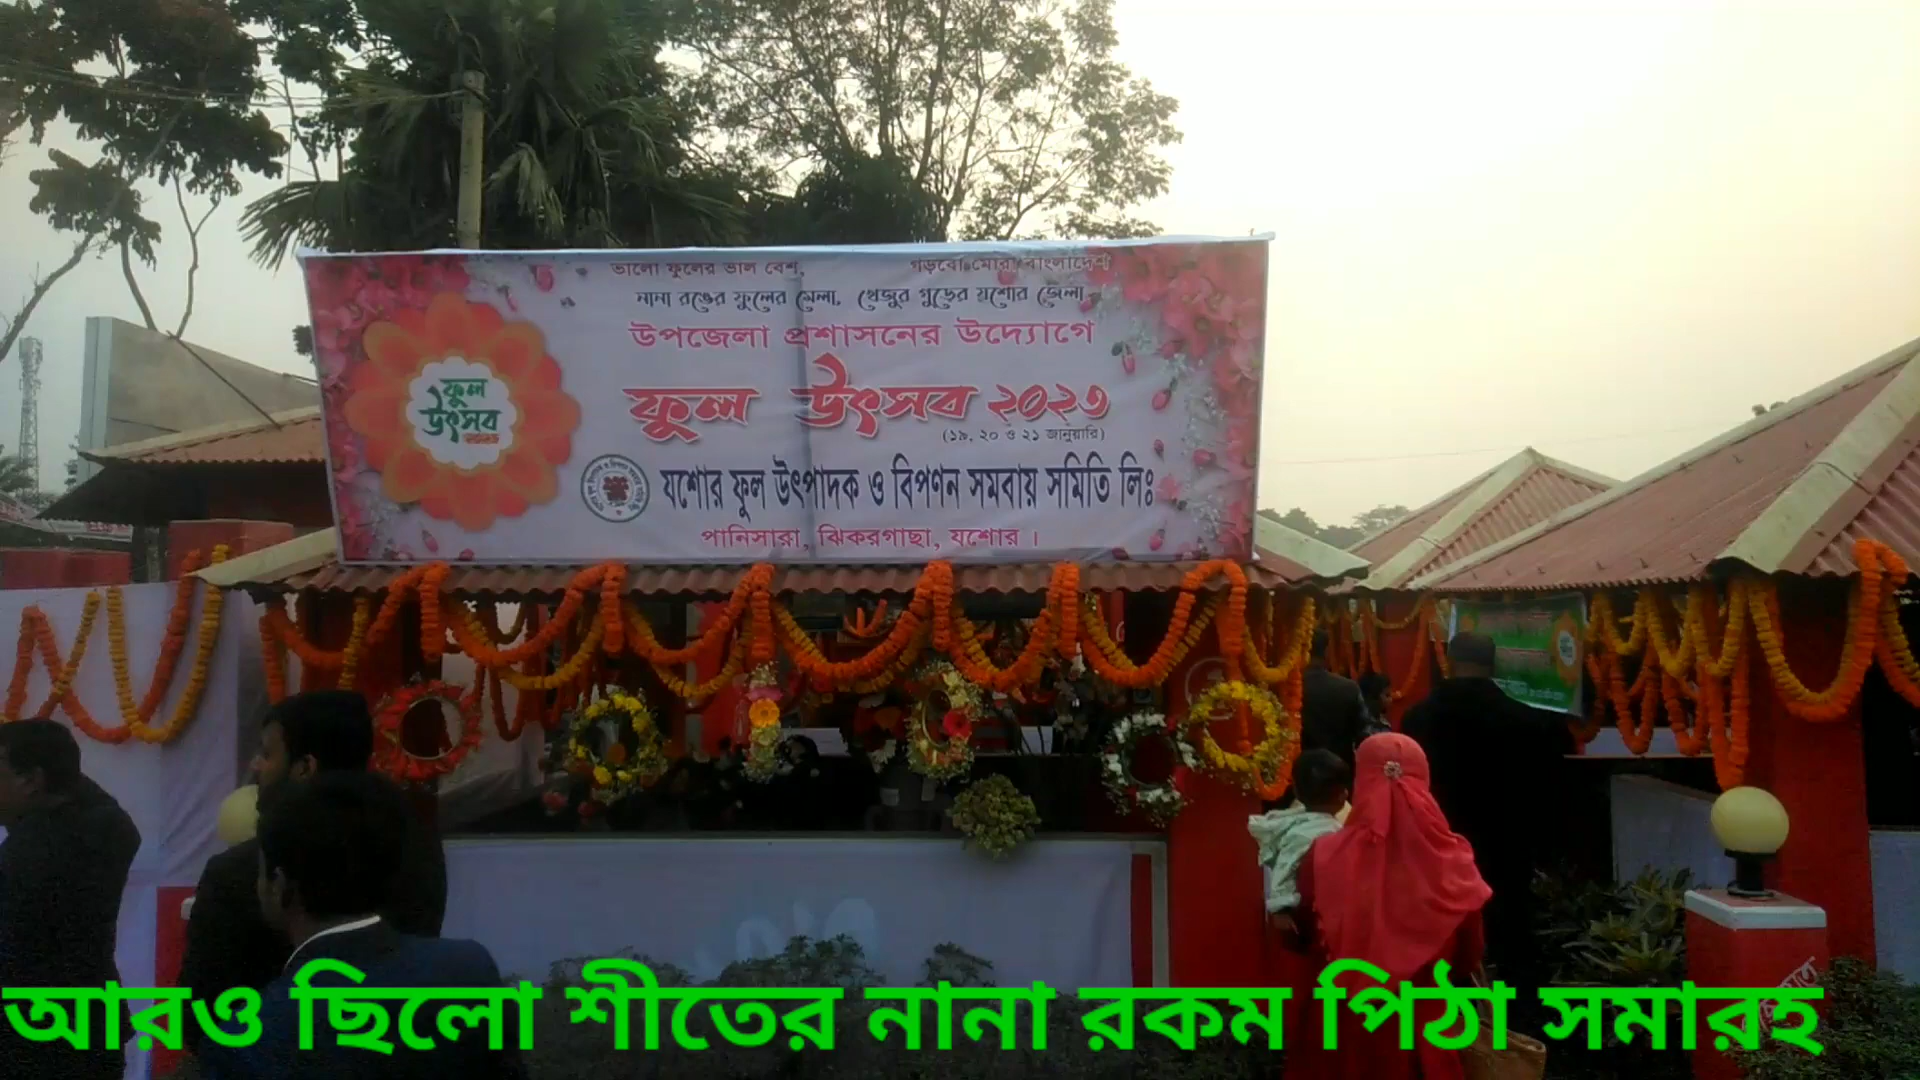 ভালো ফুলের ভাল বেশ, গড়বো মোরা বাংলাদেশ
নানা রঙের ফুলের মেলা, খেজুর গুড়ের যশোর জেলা
উপজেলা প্রশাসনের উদ্যোগে
ফুল উৎসব ২০২৩
(১৯, ২০ ও ২১ জানুয়ারি)
ফুল
উৎসব
যশোর ফুল উৎপাদক ও বিপণন সমবায় সমিতি লিঃ
পানিসারা, ঝিকরগাছা, যশোর ।
আরও ছিলো শীতের নানা রকম পিঠা সমারহ